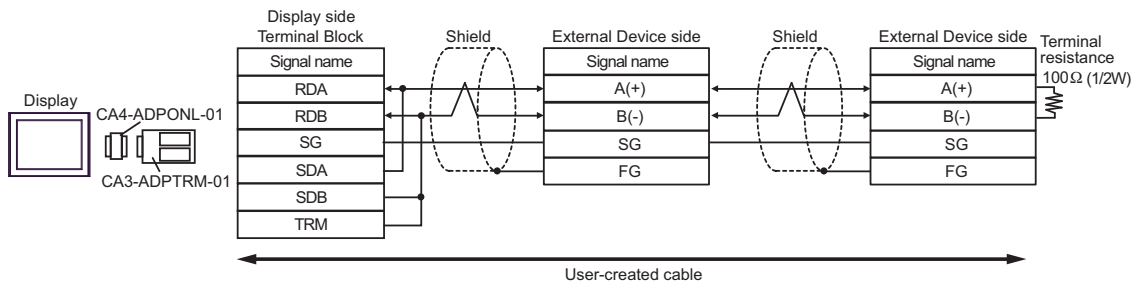 Display
CA4-ADPONL-01
CA3-ADPTRM-01
Display side
Terminal Block
Signal name
RDA
RDB
SG
SDA
SDB
TRM
Shield
External Device side
Signal name
A(+)
B(-)
SG
FG
Shield
External Device side
Signal name
A(+)
B(-)
SG
FG
Terminal
resistance
100Ω (1/2W)
User-created cable